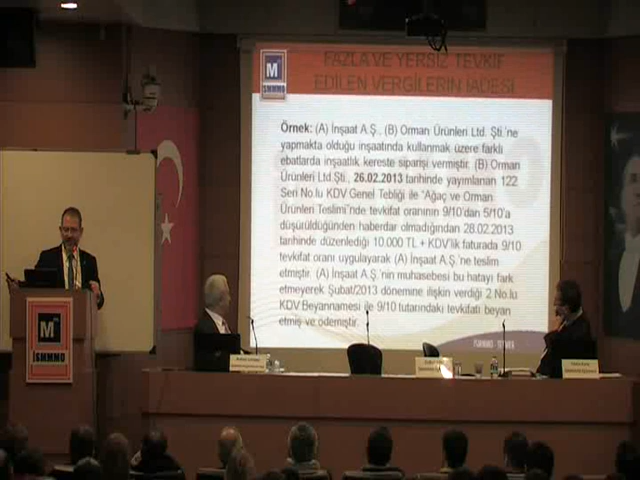 FAZLA VE YERSİZ TEVKİF
EDİLEN VERGİLERİN İADESİ
M
İSMMMO
Örnek: (A) İnşaat A.Ş., (B) Orman Ürünleri Ltd. Şti.'ne
yapmakta olduğu inşaatında kullanmak üzere farklı
ebatlarda inşaatlık kereste siparişi vermiştir. (B) Orman
Ürünleri Ltd Şti., 26.02.2013 tarihinde yayımlanan 122
Seri No.lu KDV Genel Tebliği ile "Ağaç ve Orman
Ürünleri Teslimi"nde tevkifat oranının 9/10'dan 5/10'a
düşürüldüğünden haberdar olmadığından 28.02.2013
tarihinde düzenlediği 10.000 TL + KDV'lik faturada 9/10
tevkifat oranı uygulayarak (A) İnşaat A.Ş.'ne teslim
etmiştir. (A) İnşaat A.Ş.'nin muhasebesi bu hatayı fark
etmeyerek Şubat/2013 dönemine ilişkin verdiği 2 No.lu
KDV Beyannamesi ile 9/10 tutarındaki tevkifatı beyan
etmiş ve ödemiştir.
M
İSMMMO